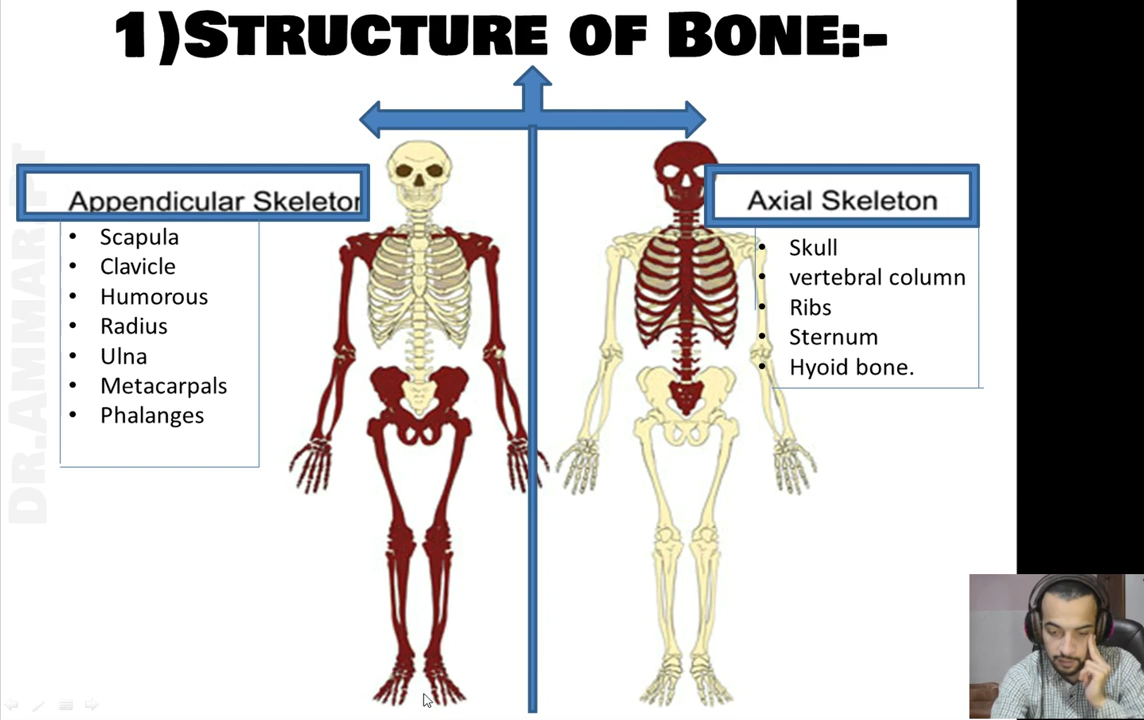 1)STRUCTURE OF BONE:-
Appendicular Skeleton
• Scapula
• Clavicle
• Humorous
• Radius
• Ulna
• Metacarpals
• Phalanges
Axial Skeleton
• Skull
• vertebral column
• Ribs
• Sternum
• Hyoid bone.
DR.AMMAR PT